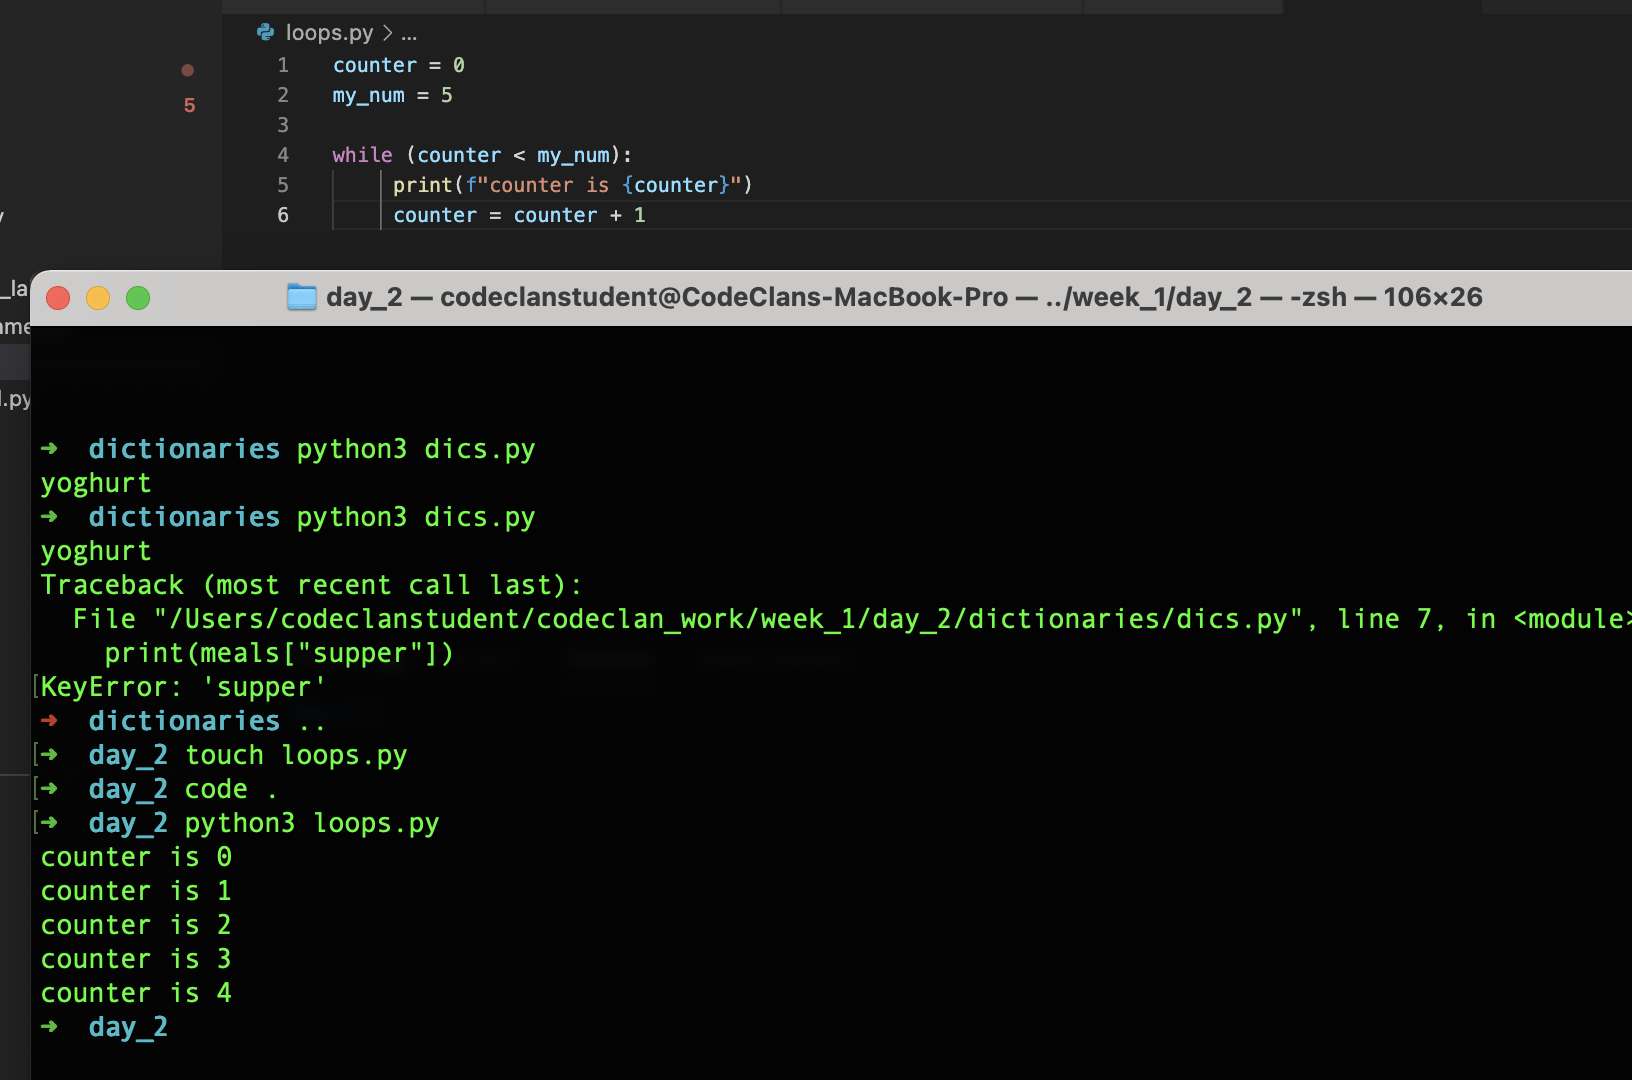 loops.py > ...
1 counter = 0
5
2 my_num = 5
3
4 while (counter < my_num):
5 print(f"counter is {counter}")
6 counter = counter + 1
_la
day_2 — codeclanstudent@CodeClans-MacBook-Pro — ../week_1/day_2 — -zsh — 106×26
ame
.py
➜ dictionaries python3 dics.py
yoghurt
➜ dictionaries python3 dics.py
yoghurt
Traceback (most recent call last):
File "/Users/codeclanstudent/codeclan_work/week_1/day_2/dictionaries/dics.py", line 7, in <module>
print(meals["supper"])
[KeyError: 'supper'
➜ dictionaries ..
[➜ day_2 touch loops.py
[➜ day_2 code .
[➜ day_2 python3 loops.py
counter is 0
counter is 1
counter is 2
counter is 3
counter is 4
➜ day_2